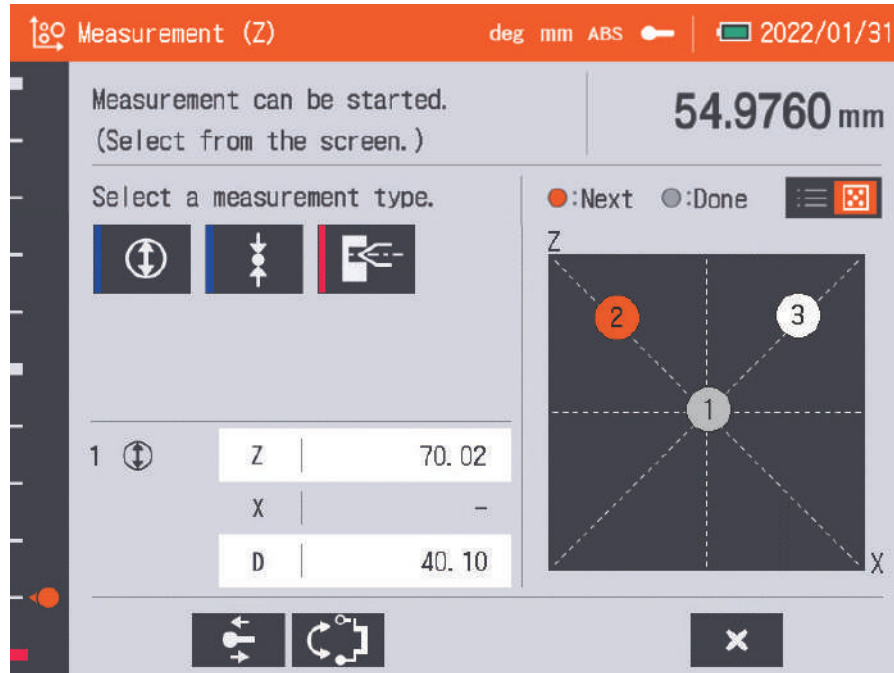 Measurement (Z)
deg mm ABS
2022/01/31
Measurement can be started.
(Select from the screen.)
54.9760 mm
Select a measurement type.
:Next :Done
Z
2
3
1
X
1
Z 70.02
X -
D 40.10